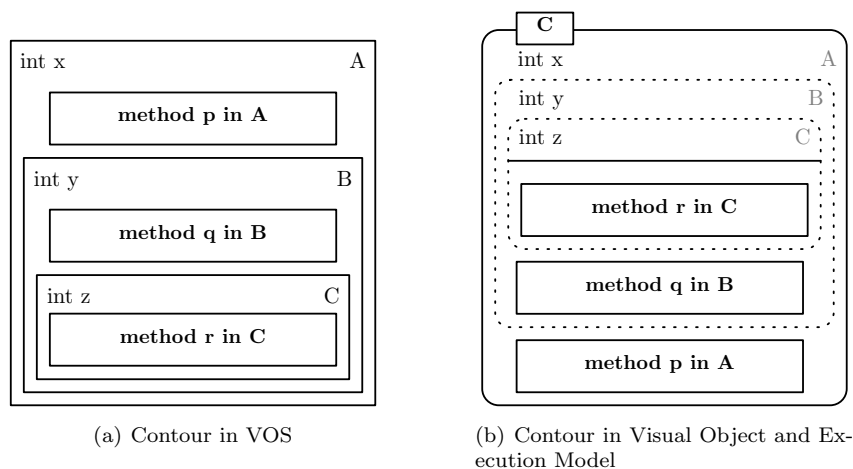 int x A
method p in A
int y B
method q in B
int z C
method r in C
(a) Contour in VOS
C
int x A
int y B
int z C
method r in C
method q in B
method p in A
(b) Contour in Visual Object and Ex-
ecution Model